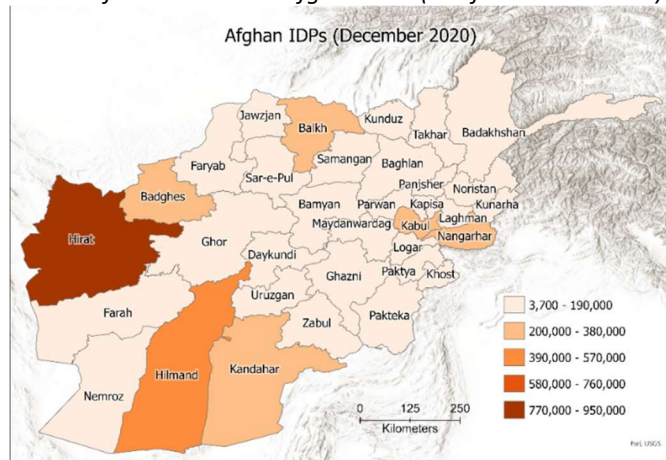 Afghan IDPs (December 2020)
Jawzjan
Balkh
Kunduz
Takhar
Badakhshan
Faryab
Samangan
Baghlan
Sar-e-Pul
Panjsher
Noristan
Badghes
Bamyan
Parwan
Kapisa
Kunarha
Maydanwardag
Kabul
Laghman
Nangarhar
Hirat
Ghor
Logar
Daykundi
Ghazni
Paktya
Khost
Uruzgan
Farah
Zabul
Pakteka
Nemroz
Hilmand
Kandahar
3,700 - 190,000
200,000 - 380,000
390,000 - 570,000
580,000 - 760,000
770,000 - 950,000
0 125 250
Kilometers
Esri, USGS